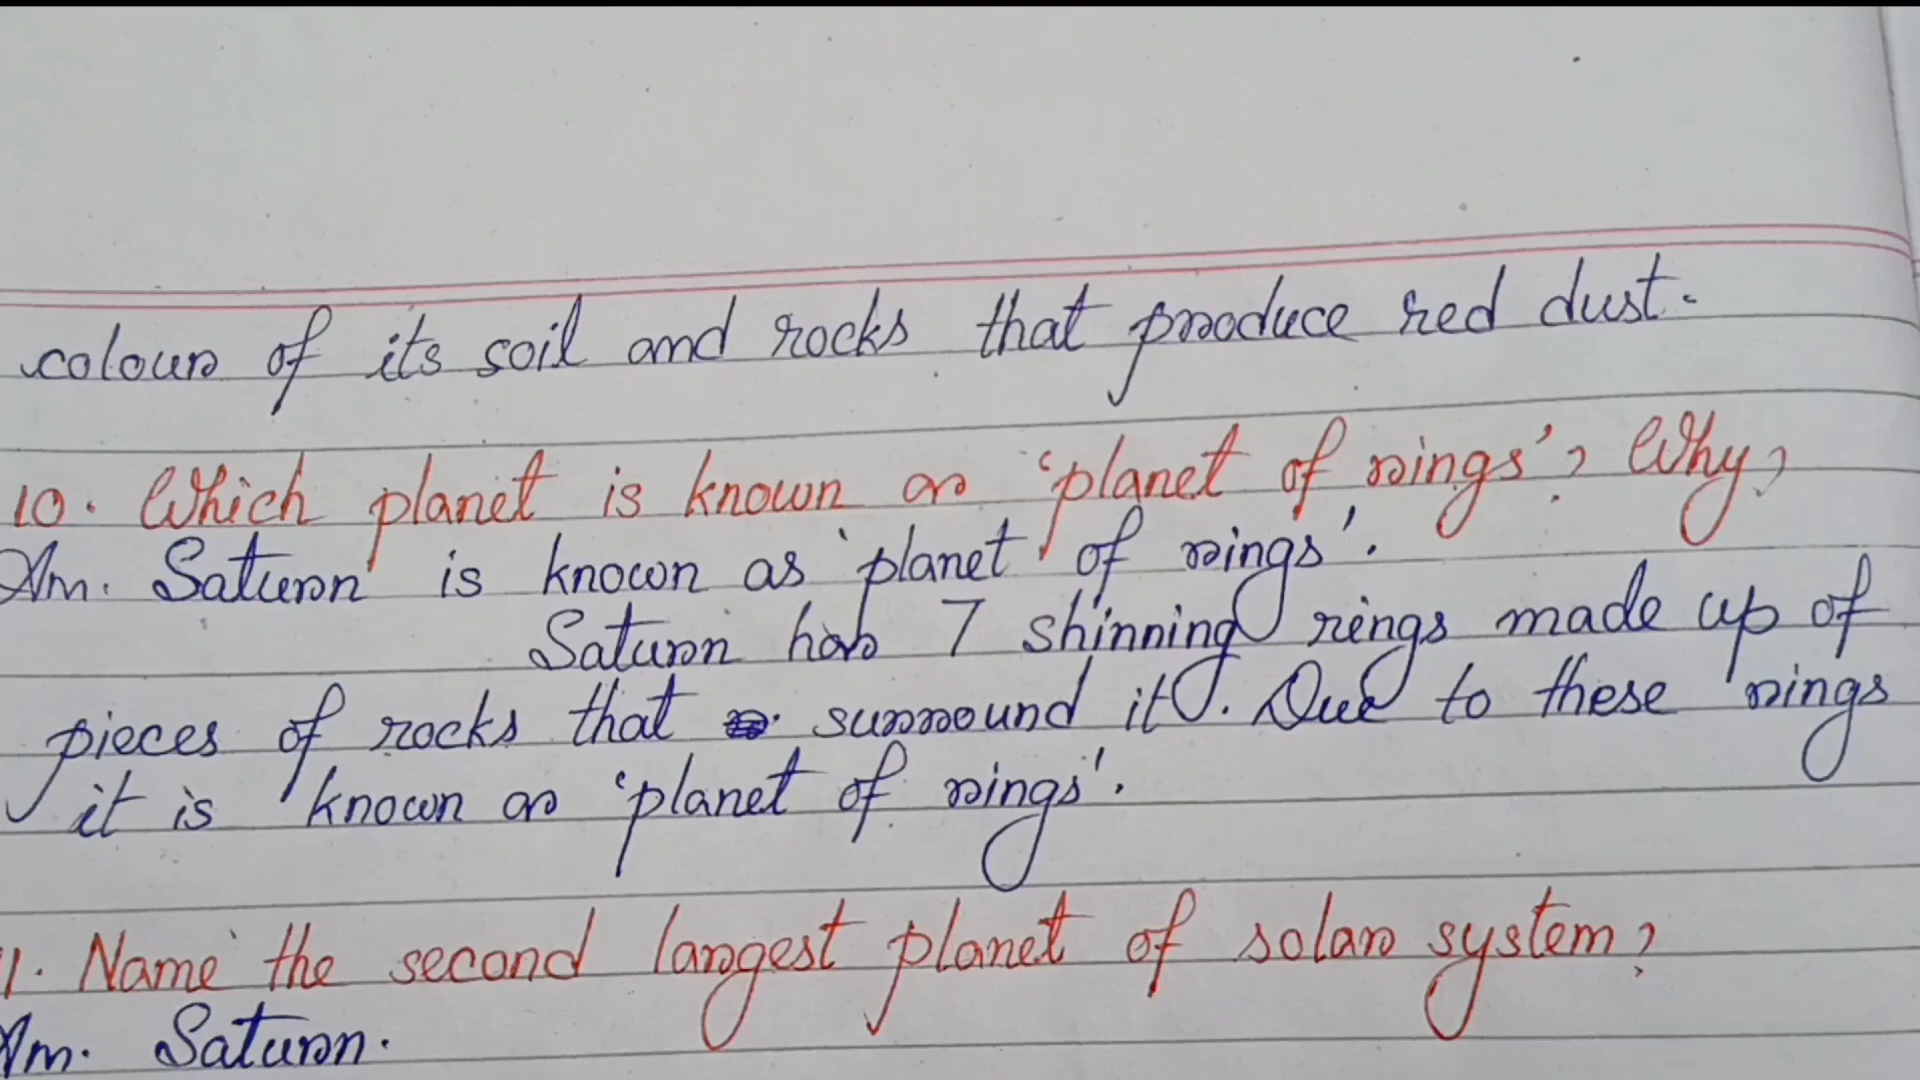 colour of its soil and rocks that produce red dust.
10. Which planet is known as 'planet of rings'? Why?
Ans. Saturn is known as 'planet of rings'.
Saturn has 7 shinning rings made up of
pieces of rocks that surround it. Due to these rings
it is known as 'planet of rings'.
11. Name the second largest planet of solar system?
Ans. Saturn.